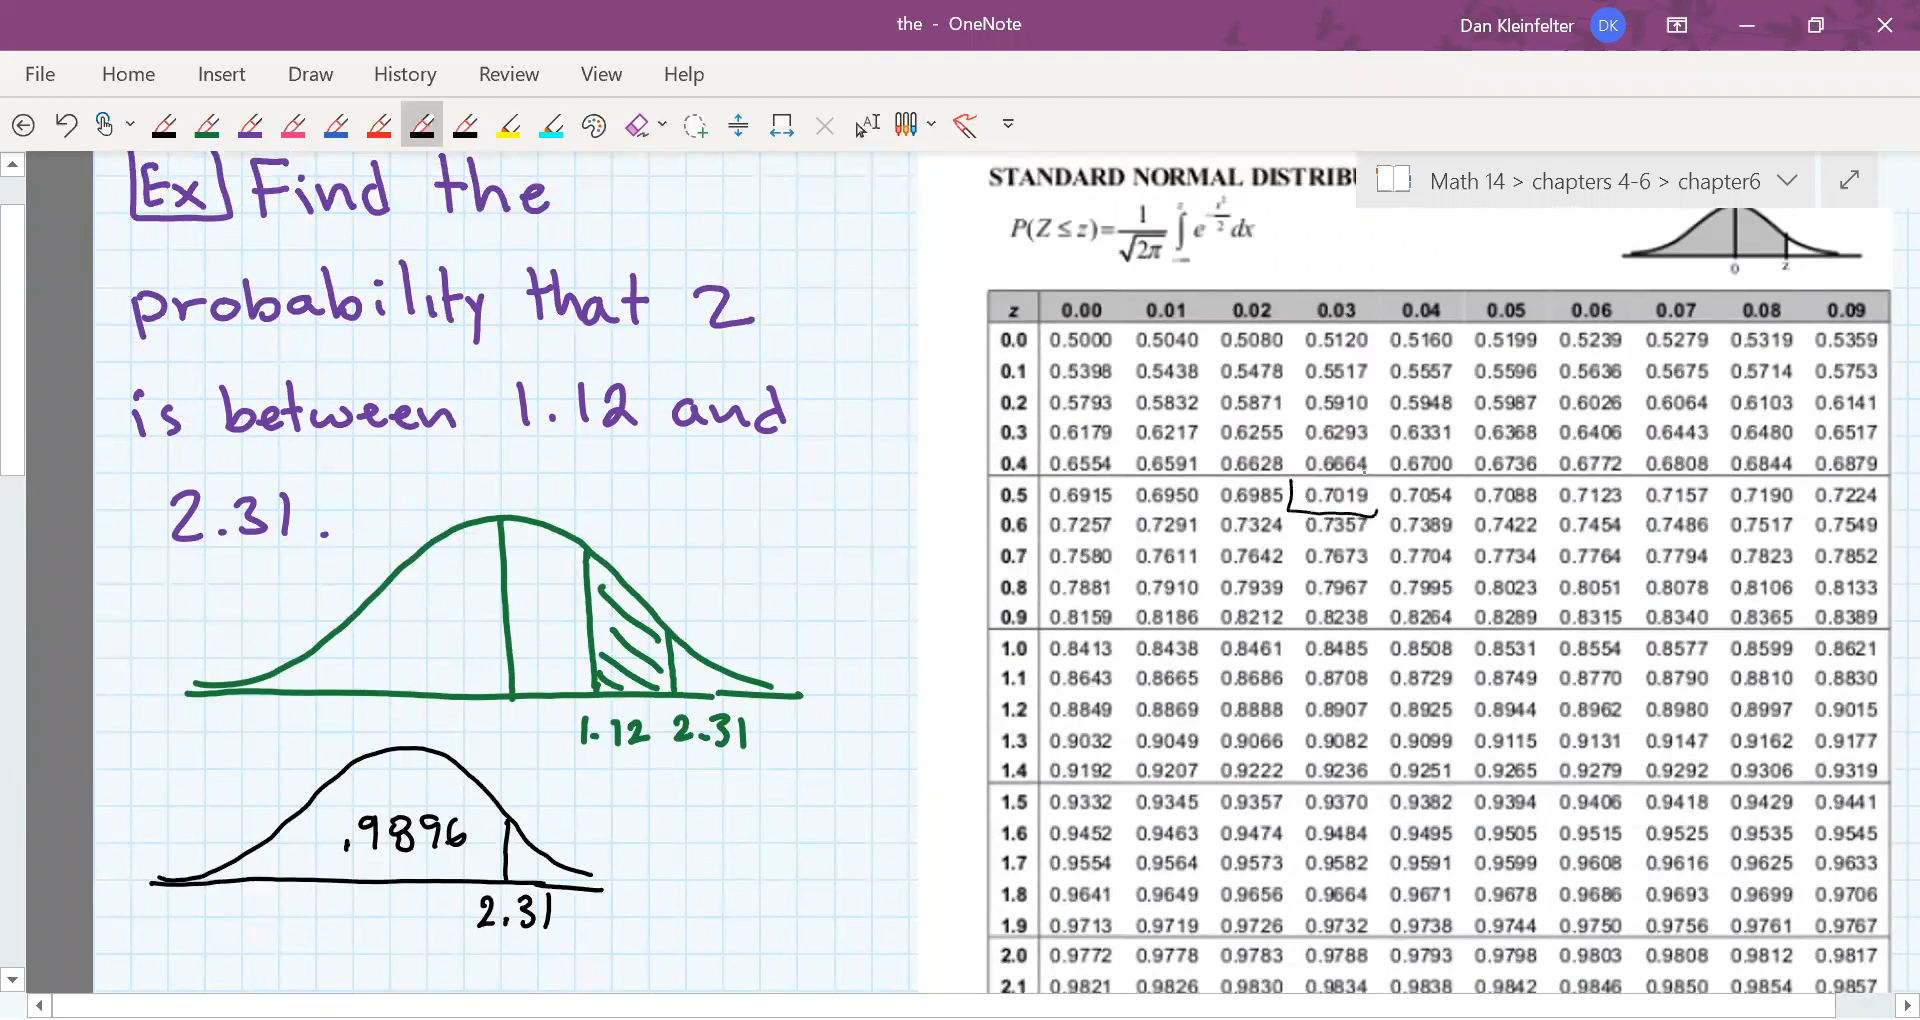 the - OneNote
Dan Kleinfelter DK
File Home Insert Draw History Review View Help
Math 14 > chapters 4-6 > chapter6
Ex Find the
probability that z
is between 1.12 and
2.31.
1.12 2.31
.9896
2.31
STANDARD NORMAL DISTRIBU
P(Z ≤ z)= 1/√2π ∫ e^-x²/2 dx
0 z
z 0.00 0.01 0.02 0.03 0.04 0.05 0.06 0.07 0.08 0.09
0.0 0.5000 0.5040 0.5080 0.5120 0.5160 0.5199 0.5239 0.5279 0.5319 0.5359
0.1 0.5398 0.5438 0.5478 0.5517 0.5557 0.5596 0.5636 0.5675 0.5714 0.5753
0.2 0.5793 0.5832 0.5871 0.5910 0.5948 0.5987 0.6026 0.6064 0.6103 0.6141
0.3 0.6179 0.6217 0.6255 0.6293 0.6331 0.6368 0.6406 0.6443 0.6480 0.6517
0.4 0.6554 0.6591 0.6628 0.6664 0.6700 0.6736 0.6772 0.6808 0.6844 0.6879
0.5 0.6915 0.6950 0.6985 0.7019 0.7054 0.7088 0.7123 0.7157 0.7190 0.7224
0.6 0.7257 0.7291 0.7324 0.7357 0.7389 0.7422 0.7454 0.7486 0.7517 0.7549
0.7 0.7580 0.7611 0.7642 0.7673 0.7704 0.7734 0.7764 0.7794 0.7823 0.7852
0.8 0.7881 0.7910 0.7939 0.7967 0.7995 0.8023 0.8051 0.8078 0.8106 0.8133
0.9 0.8159 0.8186 0.8212 0.8238 0.8264 0.8289 0.8315 0.8340 0.8365 0.8389
1.0 0.8413 0.8438 0.8461 0.8485 0.8508 0.8531 0.8554 0.8577 0.8599 0.8621
1.1 0.8643 0.8665 0.8686 0.8708 0.8729 0.8749 0.8770 0.8790 0.8810 0.8830
1.2 0.8849 0.8869 0.8888 0.8907 0.8925 0.8944 0.8962 0.8980 0.8997 0.9015
1.3 0.9032 0.9049 0.9066 0.9082 0.9099 0.9115 0.9131 0.9147 0.9162 0.9177
1.4 0.9192 0.9207 0.9222 0.9236 0.9251 0.9265 0.9279 0.9292 0.9306 0.9319
1.5 0.9332 0.9345 0.9357 0.9370 0.9382 0.9394 0.9406 0.9418 0.9429 0.9441
1.6 0.9452 0.9463 0.9474 0.9484 0.9495 0.9505 0.9515 0.9525 0.9535 0.9545
1.7 0.9554 0.9564 0.9573 0.9582 0.9591 0.9599 0.9608 0.9616 0.9625 0.9633
1.8 0.9641 0.9649 0.9656 0.9664 0.9671 0.9678 0.9686 0.9693 0.9699 0.9706
1.9 0.9713 0.9719 0.9726 0.9732 0.9738 0.9744 0.9750 0.9756 0.9761 0.9767
2.0 0.9772 0.9778 0.9783 0.9788 0.9793 0.9798 0.9803 0.9808 0.9812 0.9817
2.1 0.9821 0.9826 0.9830 0.9834 0.9838 0.9842 0.9846 0.9850 0.9854 0.9857